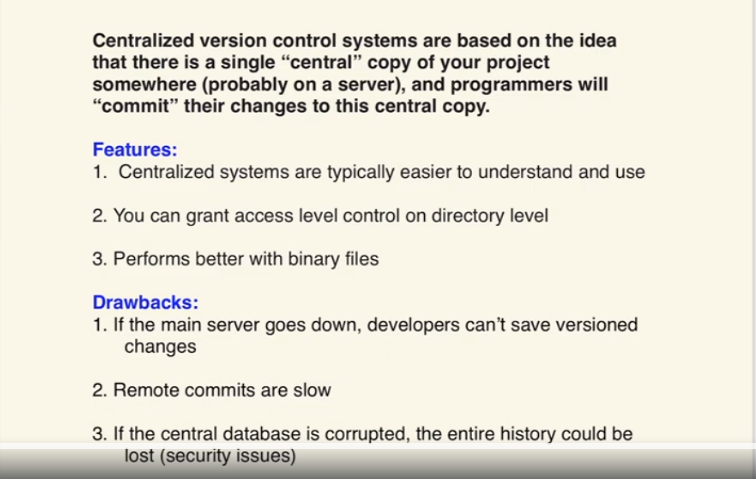 Centralized version control systems are based on the idea
that there is a single “central” copy of your project
somewhere (probably on a server), and programmers will
“commit” their changes to this central copy.
Features:
1. Centralized systems are typically easier to understand and use
2. You can grant access level control on directory level
3. Performs better with binary files
Drawbacks:
1. If the main server goes down, developers can’t save versioned
changes
2. Remote commits are slow
3. If the central database is corrupted, the entire history could be
lost (security issues)